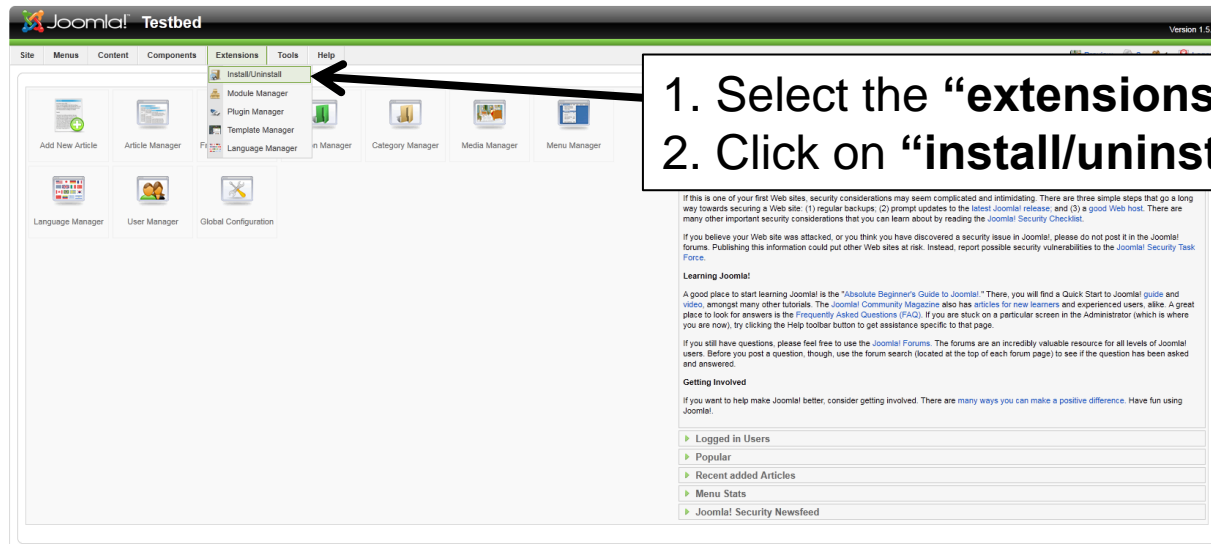 Joomla! Testbed
Version 1.5
Site Menus Content Components Extensions Tools Help
Install/Uninstall
Module Manager
Plugin Manager
Template Manager
Language Manager
1. Select the “extensions
2. Click on “install/uninst
Add New Article Article Manager n Manager Category Manager Media Manager Menu Manager
Language Manager User Manager Global Configuration
If this is one of your first Web sites, security considerations may seem complicated and intimidating. There are three simple steps that go a long
way towards securing a Web site: (1) regular backups; (2) prompt updates to the latest Joomla! release; and (3) a good Web host. There are
many other important security considerations that you can learn about by reading the Joomla! Security Checklist.
If you believe your Web site was attacked, or you think you have discovered a security issue in Joomla!, please do not post it in the Joomla!
forums. Publishing this information could put other Web sites at risk. Instead, report possible security vulnerabilities to the Joomla! Security Task
Force.
Learning Joomla!
A good place to start learning Joomla! is the "Absolute Beginner's Guide to Joomla!." There, you will find a Quick Start to Joomla! guide and
video, amongst many other tutorials. The Joomla! Community Magazine also has articles for new learners and experienced users, alike. A great
place to look for answers is the Frequently Asked Questions (FAQ). If you are stuck on a particular screen in the Administrator (which is where
you are now), try clicking the Help toolbar button to get assistance specific to that page.
If you still have questions, please feel free to use the Joomla! Forums. The forums are an incredibly valuable resource for all levels of Joomla!
users. Before you post a question, though, use the forum search (located at the top of each forum page) to see if the question has been asked
and answered.
Getting Involved
If you want to help make Joomla! better, consider getting involved. There are many ways you can make a positive difference. Have fun using
Joomla!.
Logged in Users
Popular
Recent added Articles
Menu Stats
Joomla! Security Newsfeed